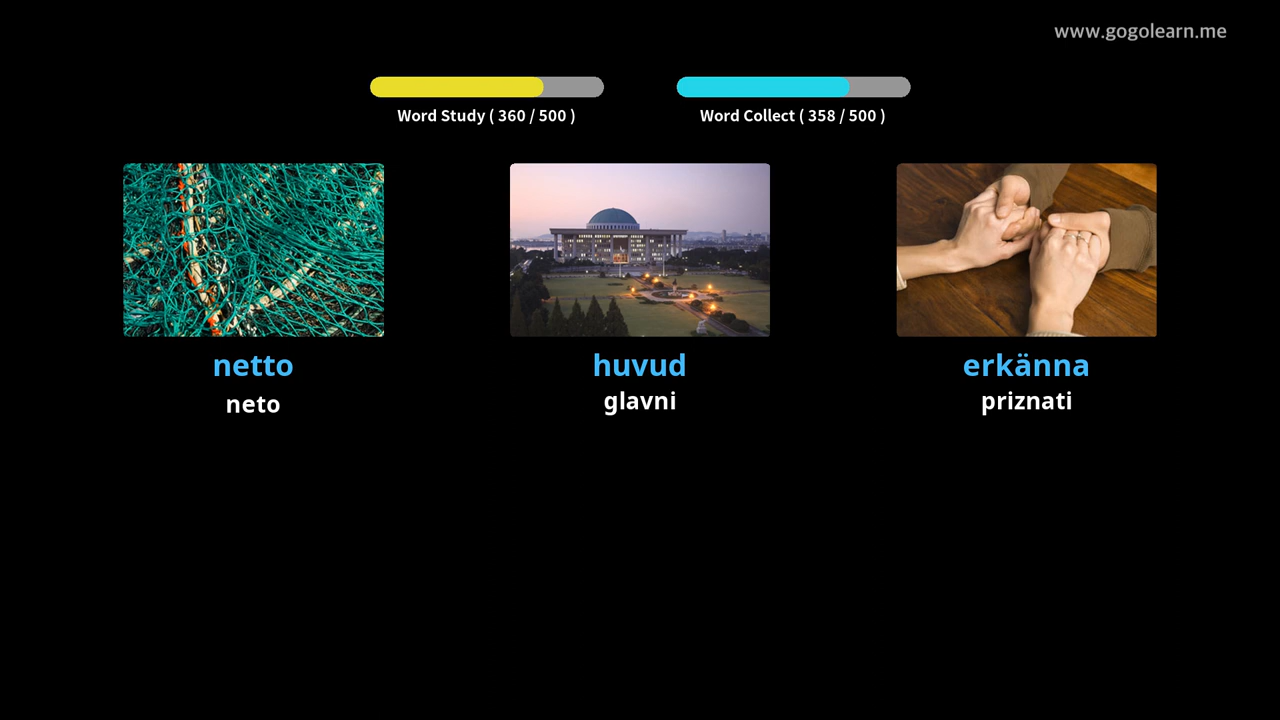 www.gogolearn.me
Word Study ( 360 / 500 )
Word Collect ( 358 / 500 )
netto
neto
huvud
glavni
erkänna
priznati